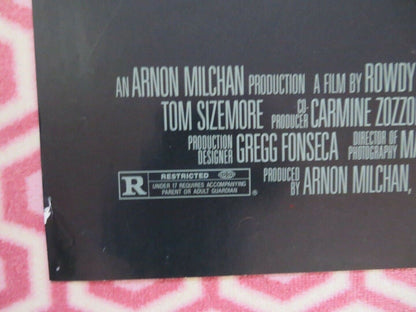 AN ARNON MILCHAN PRODUCTION A FILM BY ROWDY
TOM SIZEMORE CO-PRODUCER CARMINE ZOZZO
PRODUCTION DESIGNER GREGG FONSECA DIRECTOR OF PHOTOGRAPHY MA
PRODUCED BY ARNON MILCHAN,
R RESTRICTED
UNDER 17 REQUIRES ACCOMPANYING
PARENT OR ADULT GUARDIAN ®